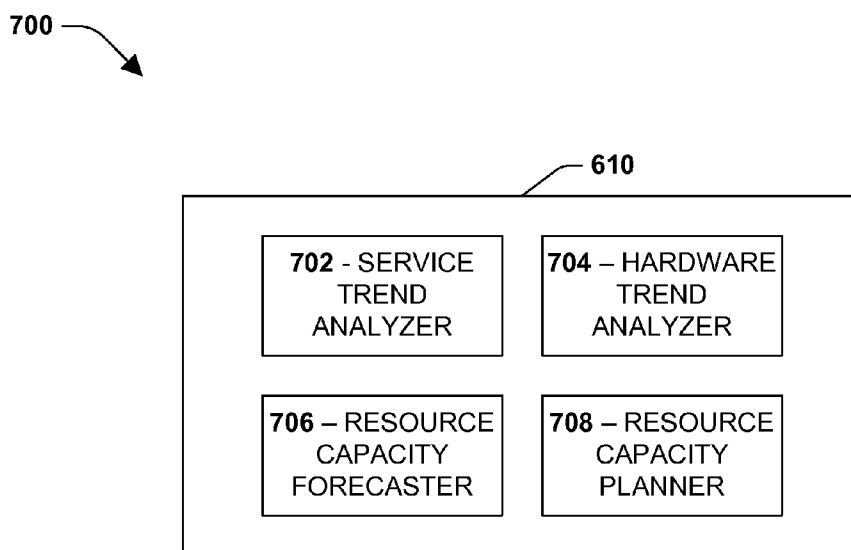 700
610
702 - SERVICE
TREND
ANALYZER
704 – HARDWARE
TREND
ANALYZER
706 – RESOURCE
CAPACITY
FORECASTER
708 – RESOURCE
CAPACITY
PLANNER